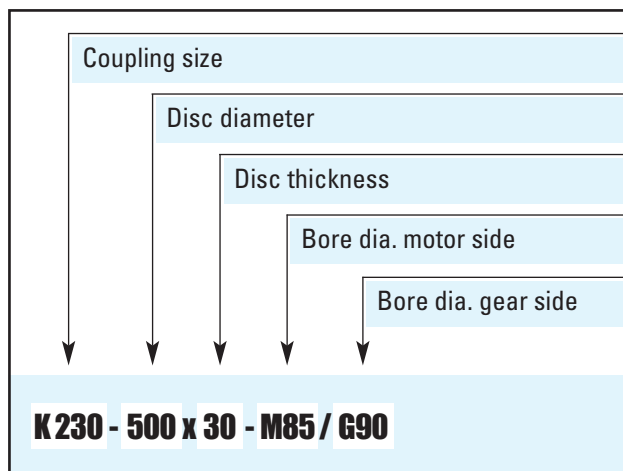 Coupling size
Disc diameter
Disc thickness
Bore dia. motor side
Bore dia. gear side
K 230 - 500 x 30 - M85 / G90